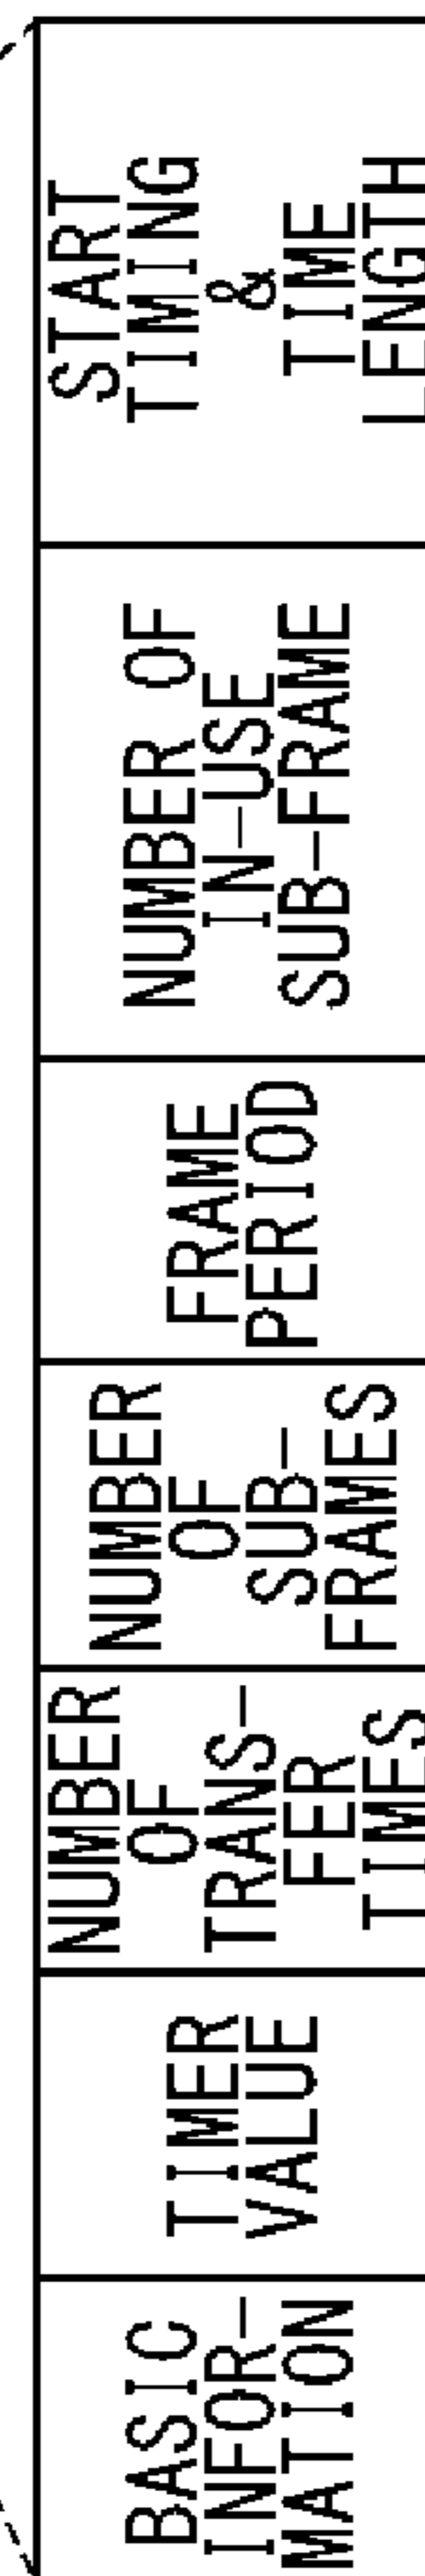 BASIC
INFOR-
MATION
TIMER
VALUE
NUMBER
OF
TRANS-
FER
TIMES
NUMBER
OF
SUB-
FRAMES
FRAME
PERIOD
NUMBER OF
IN-USE
SUB-FRAME
START
TIMING
&
TIME
LENGTH